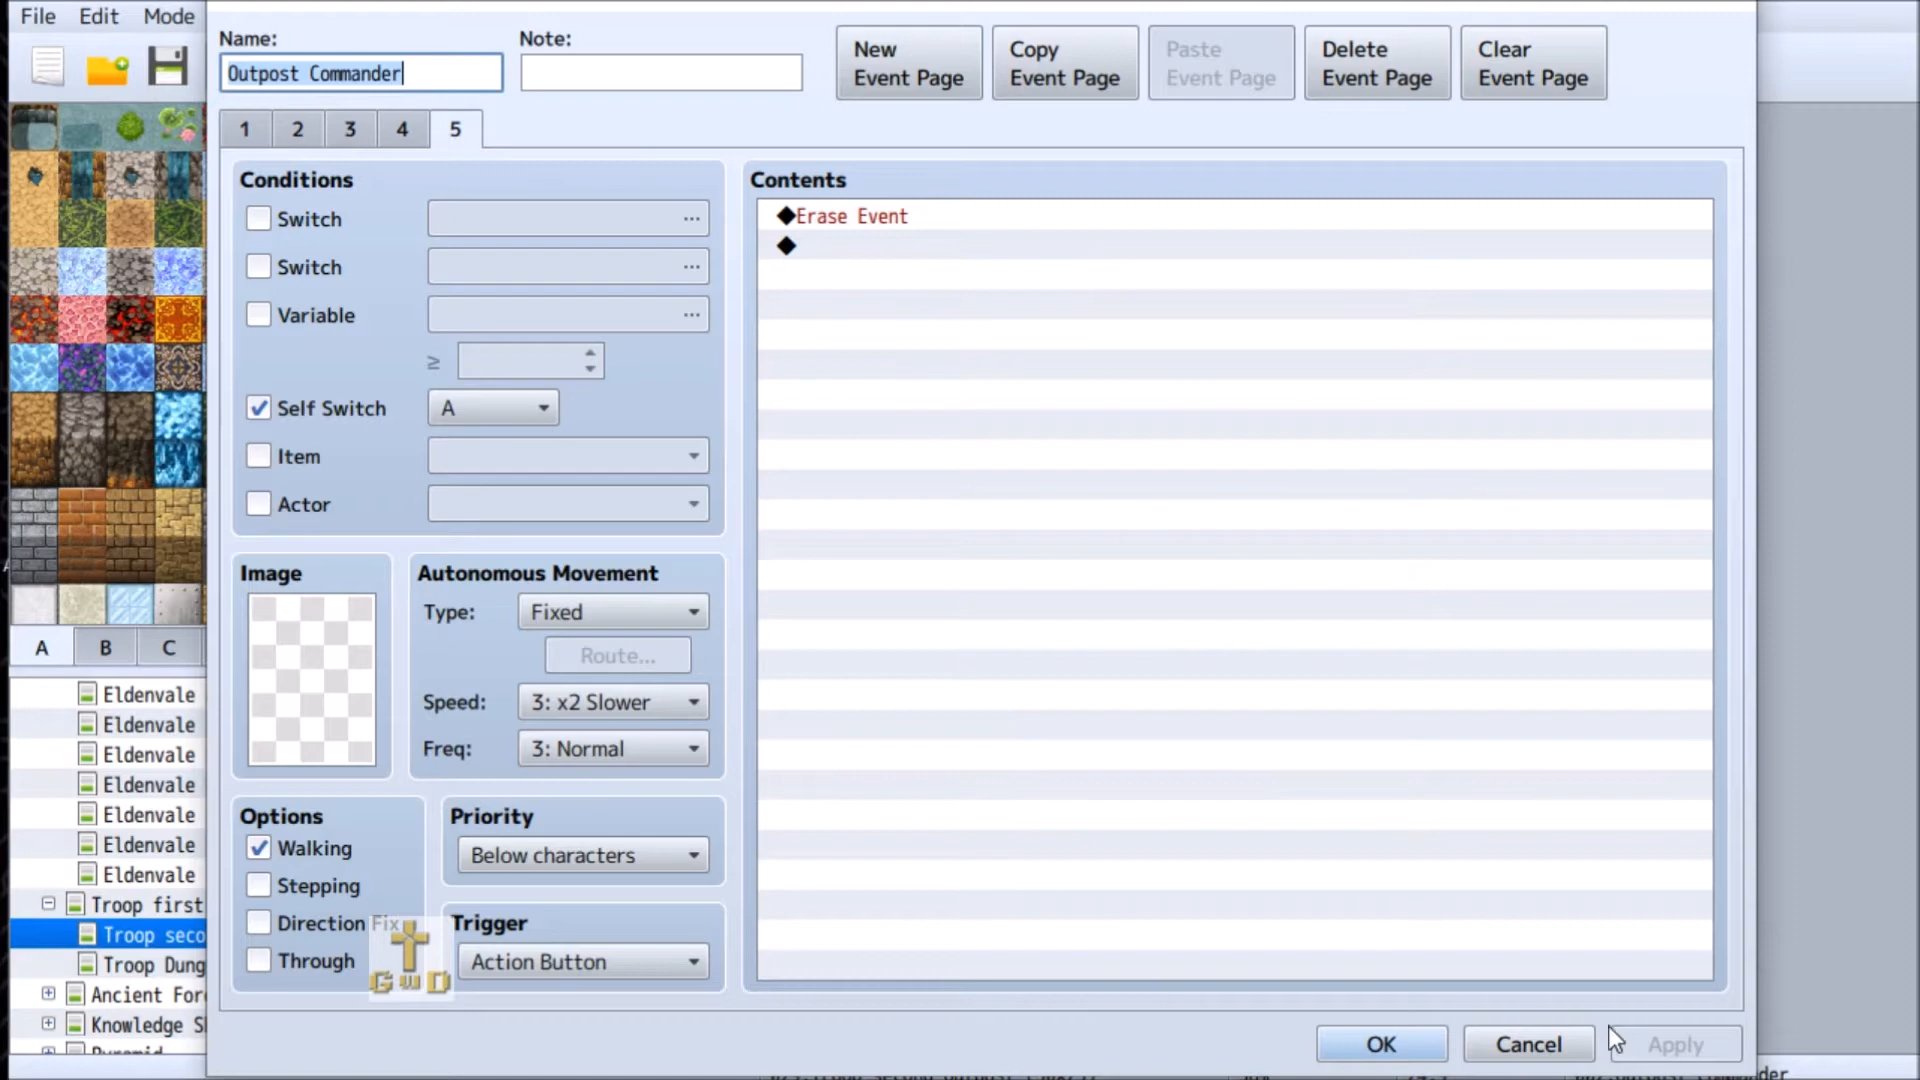 File Edit Mode
Name:
Note:
Outpost Commander
New
Event Page
Copy
Event Page
Paste
Event Page
Delete
Event Page
Clear
Event Page
1 2 3 4 5
Conditions
Switch ...
Switch ...
Variable ...
≥
Self Switch A
Item
Actor
Contents
◆Erase Event
◆
Image
Autonomous Movement
Type: Fixed
Route...
Speed: 3: x2 Slower
Freq: 3: Normal
Options
Walking
Stepping
Direction Fix
Through
Priority
Below characters
Trigger
Action Button
GWD
A B C
Eldenvale
Eldenvale
Eldenvale
Eldenvale
Eldenvale
Eldenvale
Eldenvale
Troop first
Troop seco
Troop Dung
Ancient For
Knowledge S
Pyramid
OK Cancel Apply